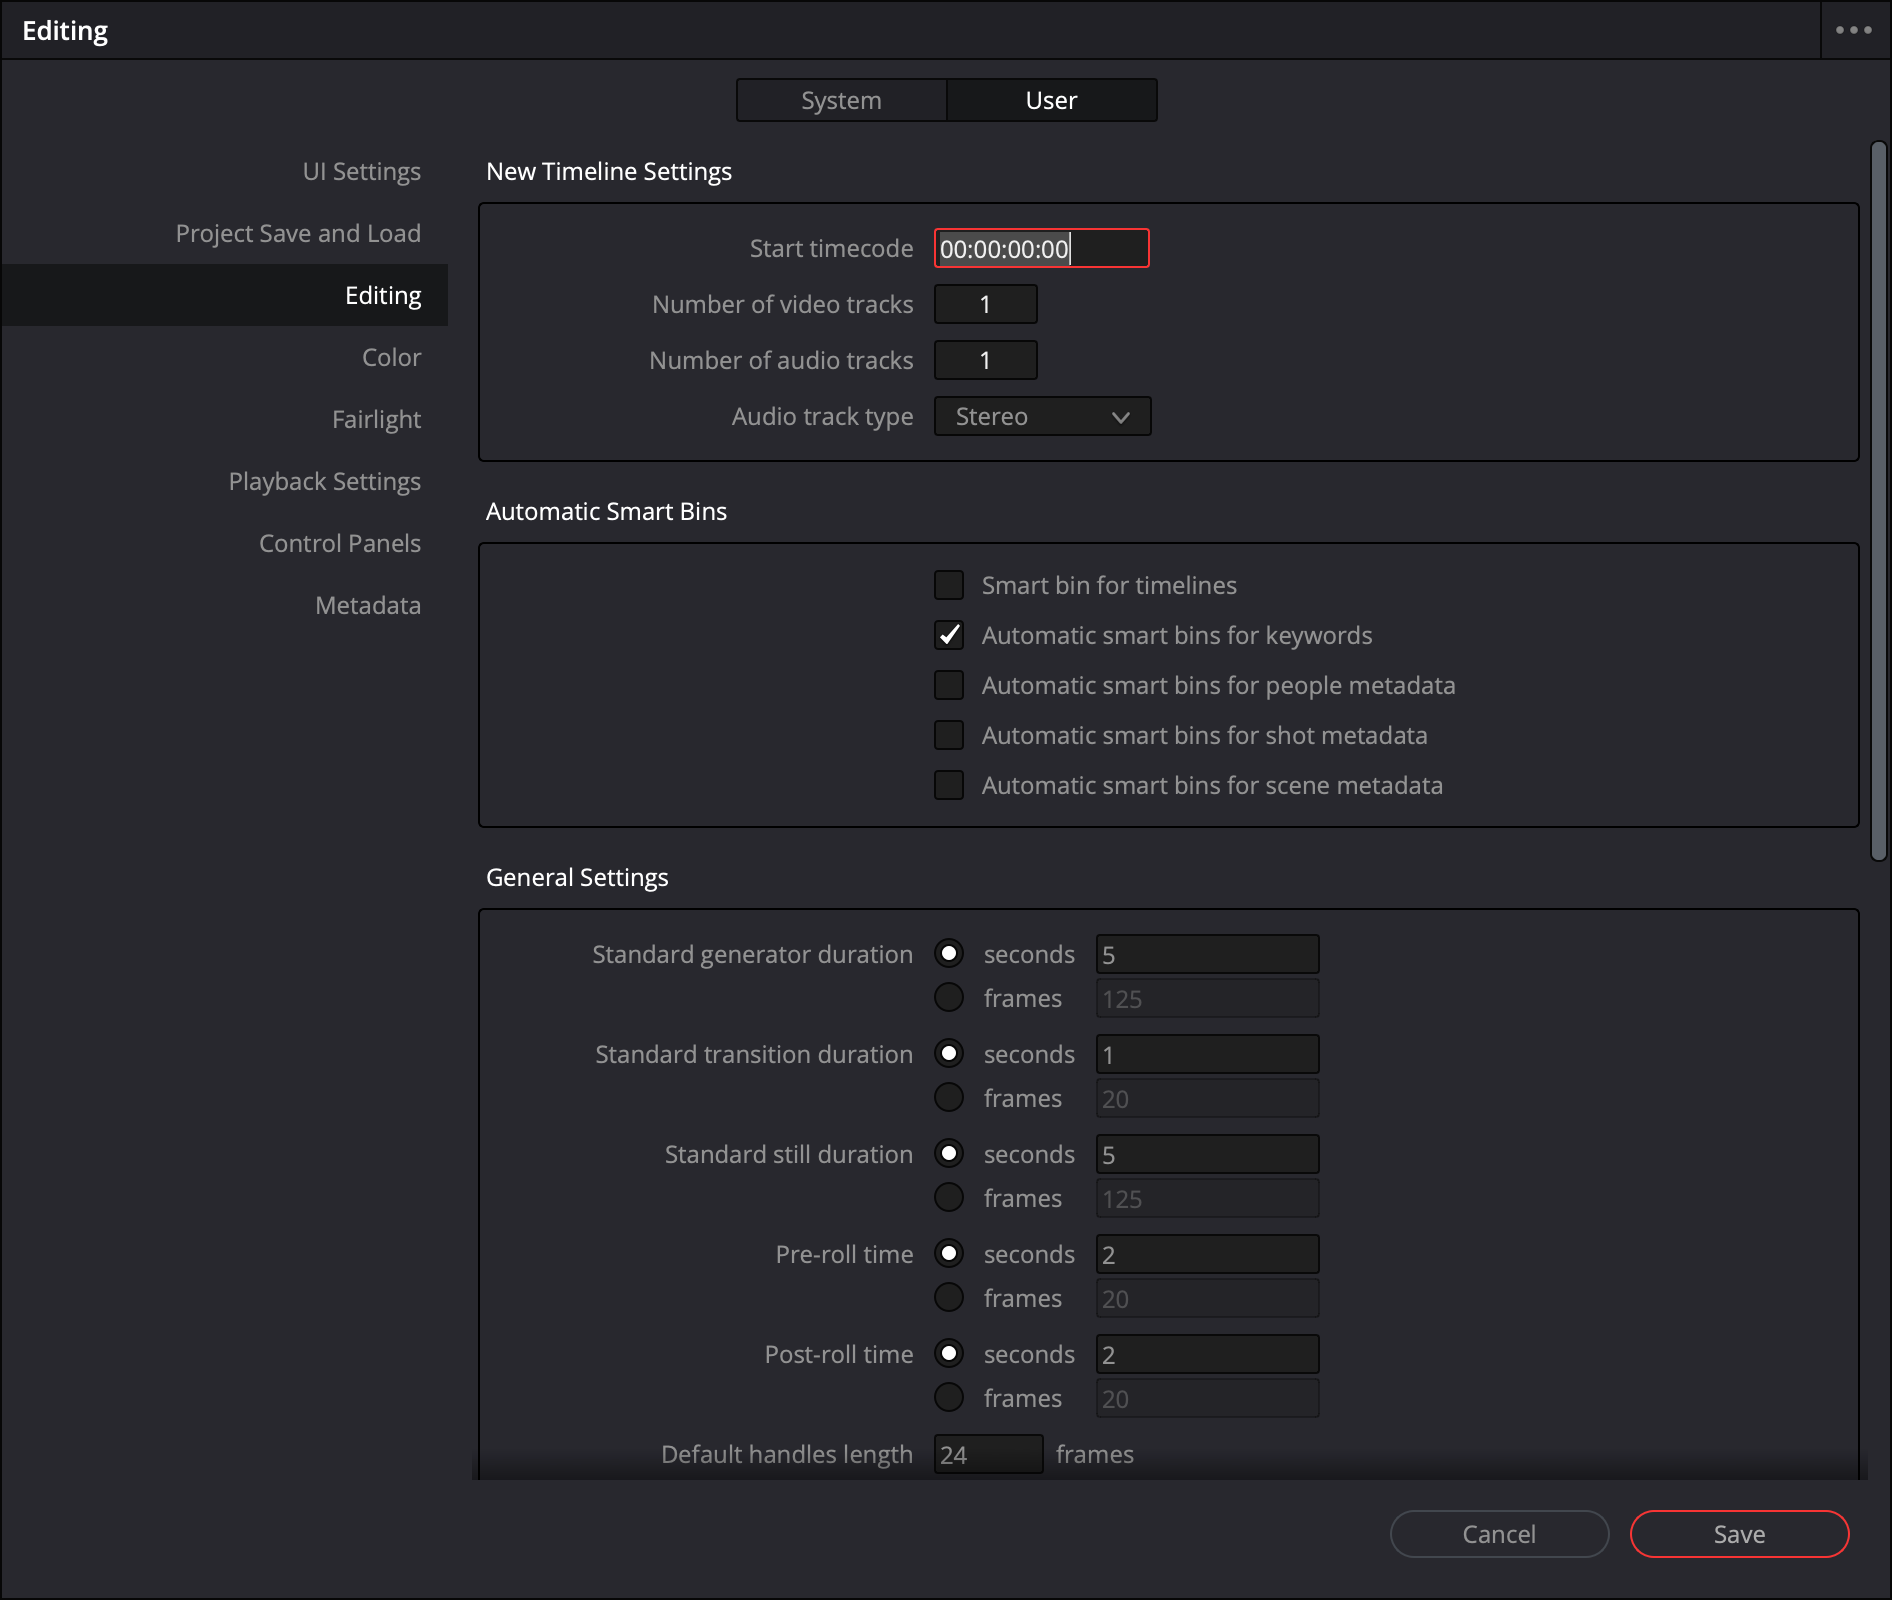 Editing
System
User
UI Settings
Project Save and Load
Editing
Color
Fairlight
Playback Settings
Control Panels
Metadata
New Timeline Settings
Start timecode 00:00:00:00
Number of video tracks 1
Number of audio tracks 1
Audio track type Stereo
Automatic Smart Bins
Smart bin for timelines
Automatic smart bins for keywords
Automatic smart bins for people metadata
Automatic smart bins for shot metadata
Automatic smart bins for scene metadata
General Settings
Standard generator duration seconds 5
frames 125
Standard transition duration seconds 1
frames 20
Standard still duration seconds 5
frames 125
Pre-roll time seconds 2
frames 20
Post-roll time seconds 2
frames 20
Default handles length 24 frames
Cancel
Save